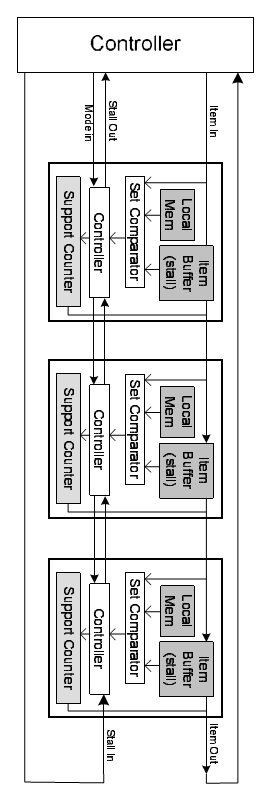 Controller
Mode in
Stall Out
Item In
Support Counter
Controller
Set Comparator
Local
Mem
Item
Buffer
(stall)
Support Counter
Controller
Set Comparator
Local
Mem
Item
Buffer
(stall)
Support Counter
Controller
Set Comparator
Local
Mem
Item
Buffer
(stall)
Stall In
Item Out